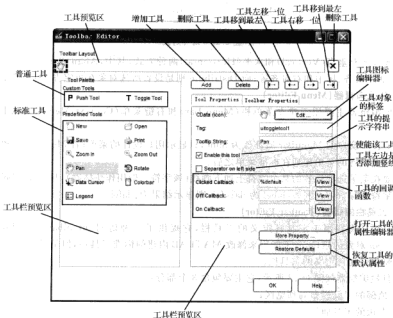 工具预览区
增加工具
删除工具
工具移到最左
工具左移一位
工具右移一位
工具移到最左
删除工具
Toolbar Editor
Toolbar Layout
普通工具
标准工具
工具栏预览区
Tool Palette
Custom Tools
P Push Tool
T Toggle Tool
Predefined Tools
New
Open
Save
Print
Zoom In
Zoom Out
Pan
Rotate
Data Cursor
Colorbar
Legend
Add
Delete
Tool Properties
Toolbar Properties
CData (icon):
Edit ...
Tag:
uitoggletool1
Tooltip String:
Pan
Enable this tool
Separator on left side
Clicked Callback:
%default
View
Off Callback:
View
On Callback:
View
More Property ...
Restore Defaults
OK
Help
工具图标
编辑器
工具对象
的标签
工具的提
示字符串
使能该工具
工具左边是
否添加竖线
工具的回调
函数
打开工具的
属性编辑器
恢复工具的
默认属性
工具栏预览区